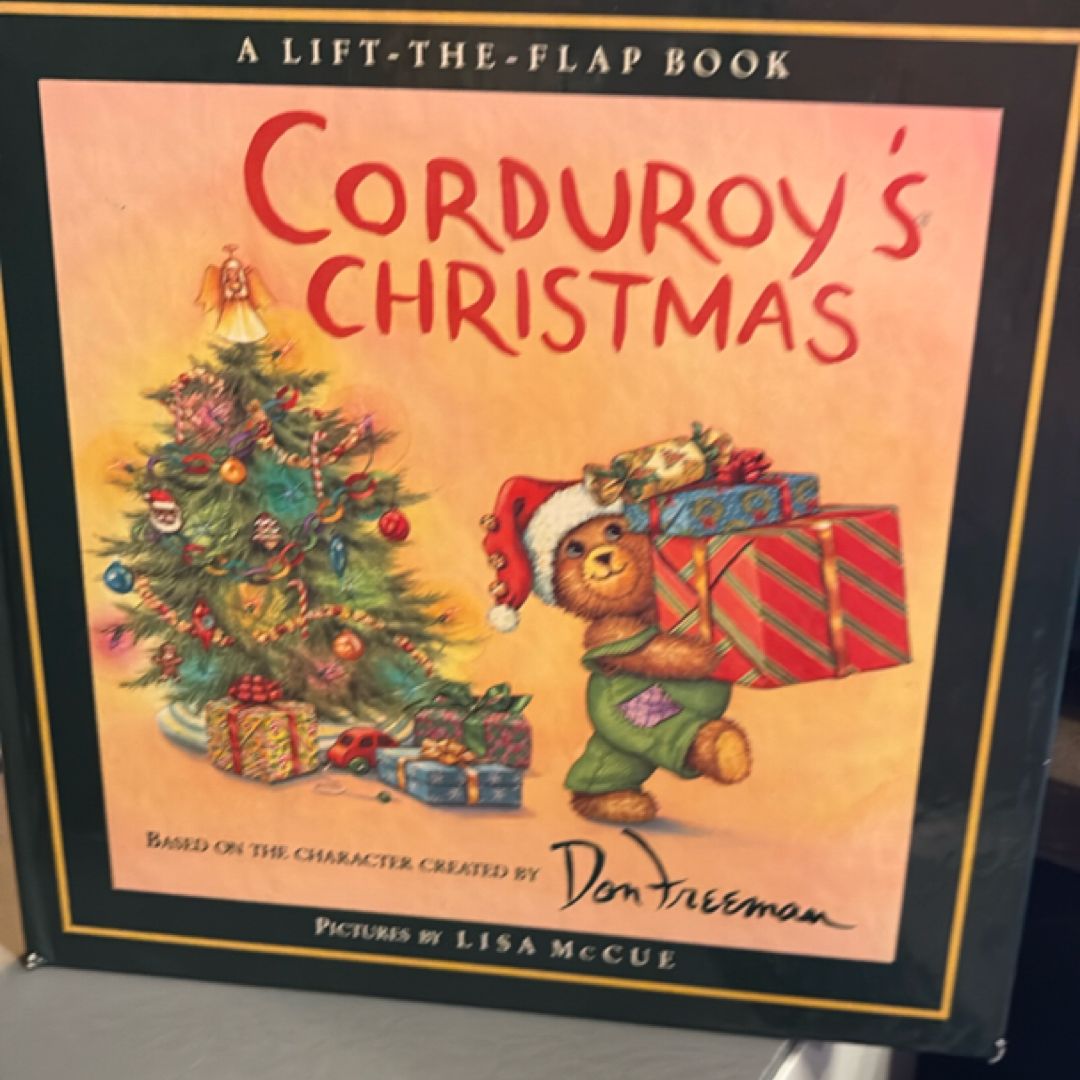 A LIFT-THE-FLAP BOOK
CORDUROY'S
CHRISTMAS
BASED ON THE CHARACTER CREATED BY Don Freeman
PICTURES BY LISA McCUE